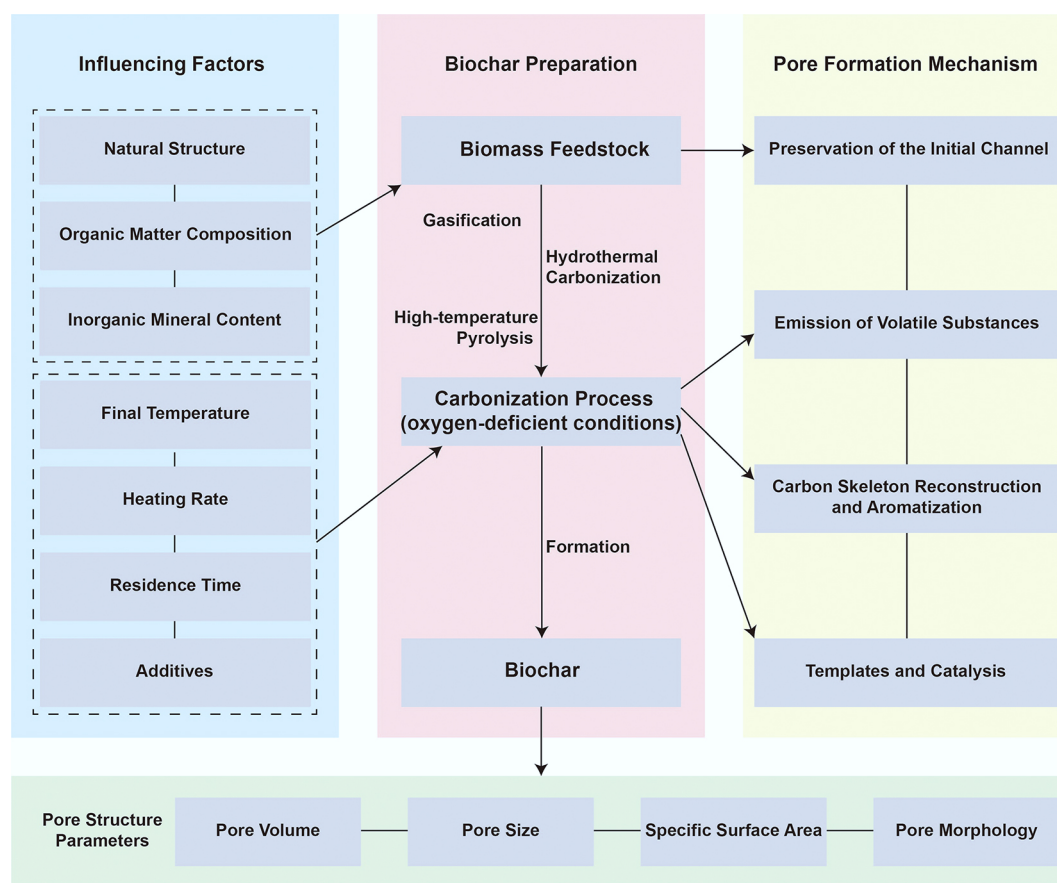 Influencing Factors
Natural Structure
Organic Matter Composition
Inorganic Mineral Content
Final Temperature
Heating Rate
Residence Time
Additives
Biochar Preparation
Biomass Feedstock
Gasification
Hydrothermal
Carbonization
High-temperature
Pyrolysis
Carbonization Process
(oxygen-deficient conditions)
Formation
Biochar
Pore Formation Mechanism
Preservation of the Initial Channel
Emission of Volatile Substances
Carbon Skeleton Reconstruction
and Aromatization
Templates and Catalysis
Pore Structure
Parameters
Pore Volume
Pore Size
Specific Surface Area
Pore Morphology